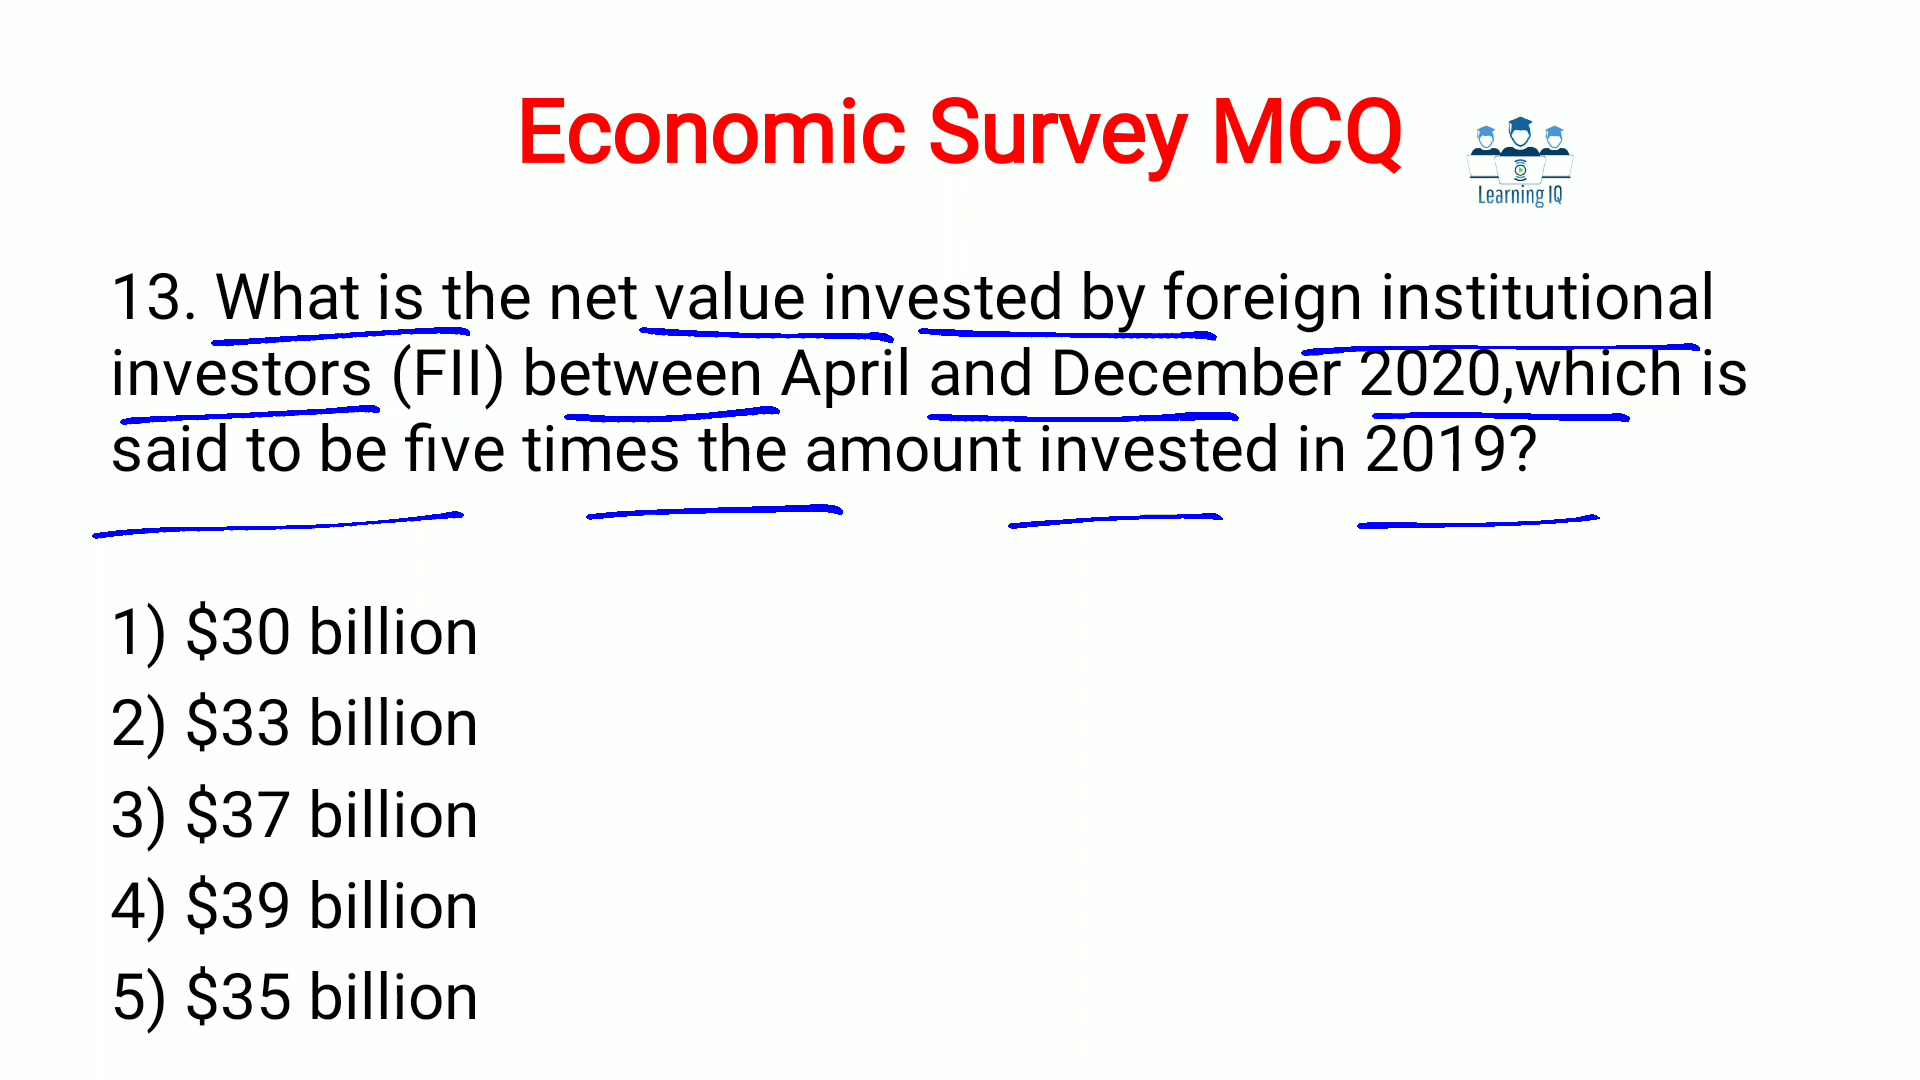 Economic Survey MCQ
Learning IQ
13. What is the net value invested by foreign institutional
investors (FII) between April and December 2020,which is
said to be five times the amount invested in 2019?
1) $30 billion
2) $33 billion
3) $37 billion
4) $39 billion
5) $35 billion